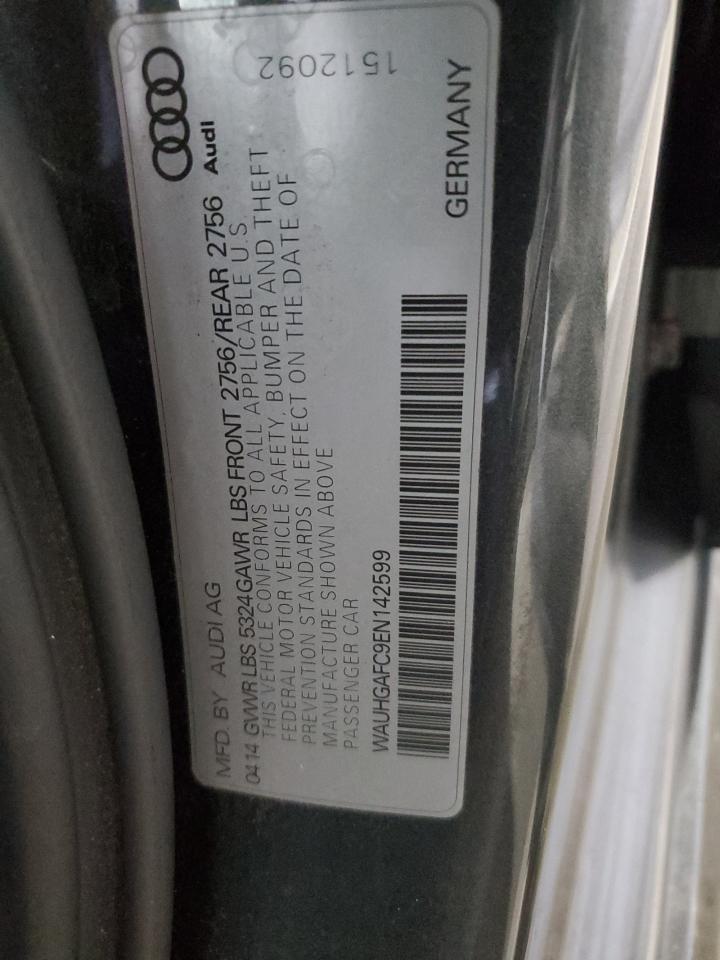 MFD. BY AUDI AG
04 14 GVWR LBS 5324 GAWR LBS FRONT 2756/REAR 2756
THIS VEHICLE CONFORMS TO ALL APPLICABLE U.S
FEDERAL MOTOR VEHICLE SAFETY, BUMPER AND THEFT
PREVENTION STANDARDS IN EFFECT ON THE DATE OF
MANUFACTURE SHOWN ABOVE
PASSENGER CAR
WAUHGAFC9EN142599
Audi
GERMANY
1512092